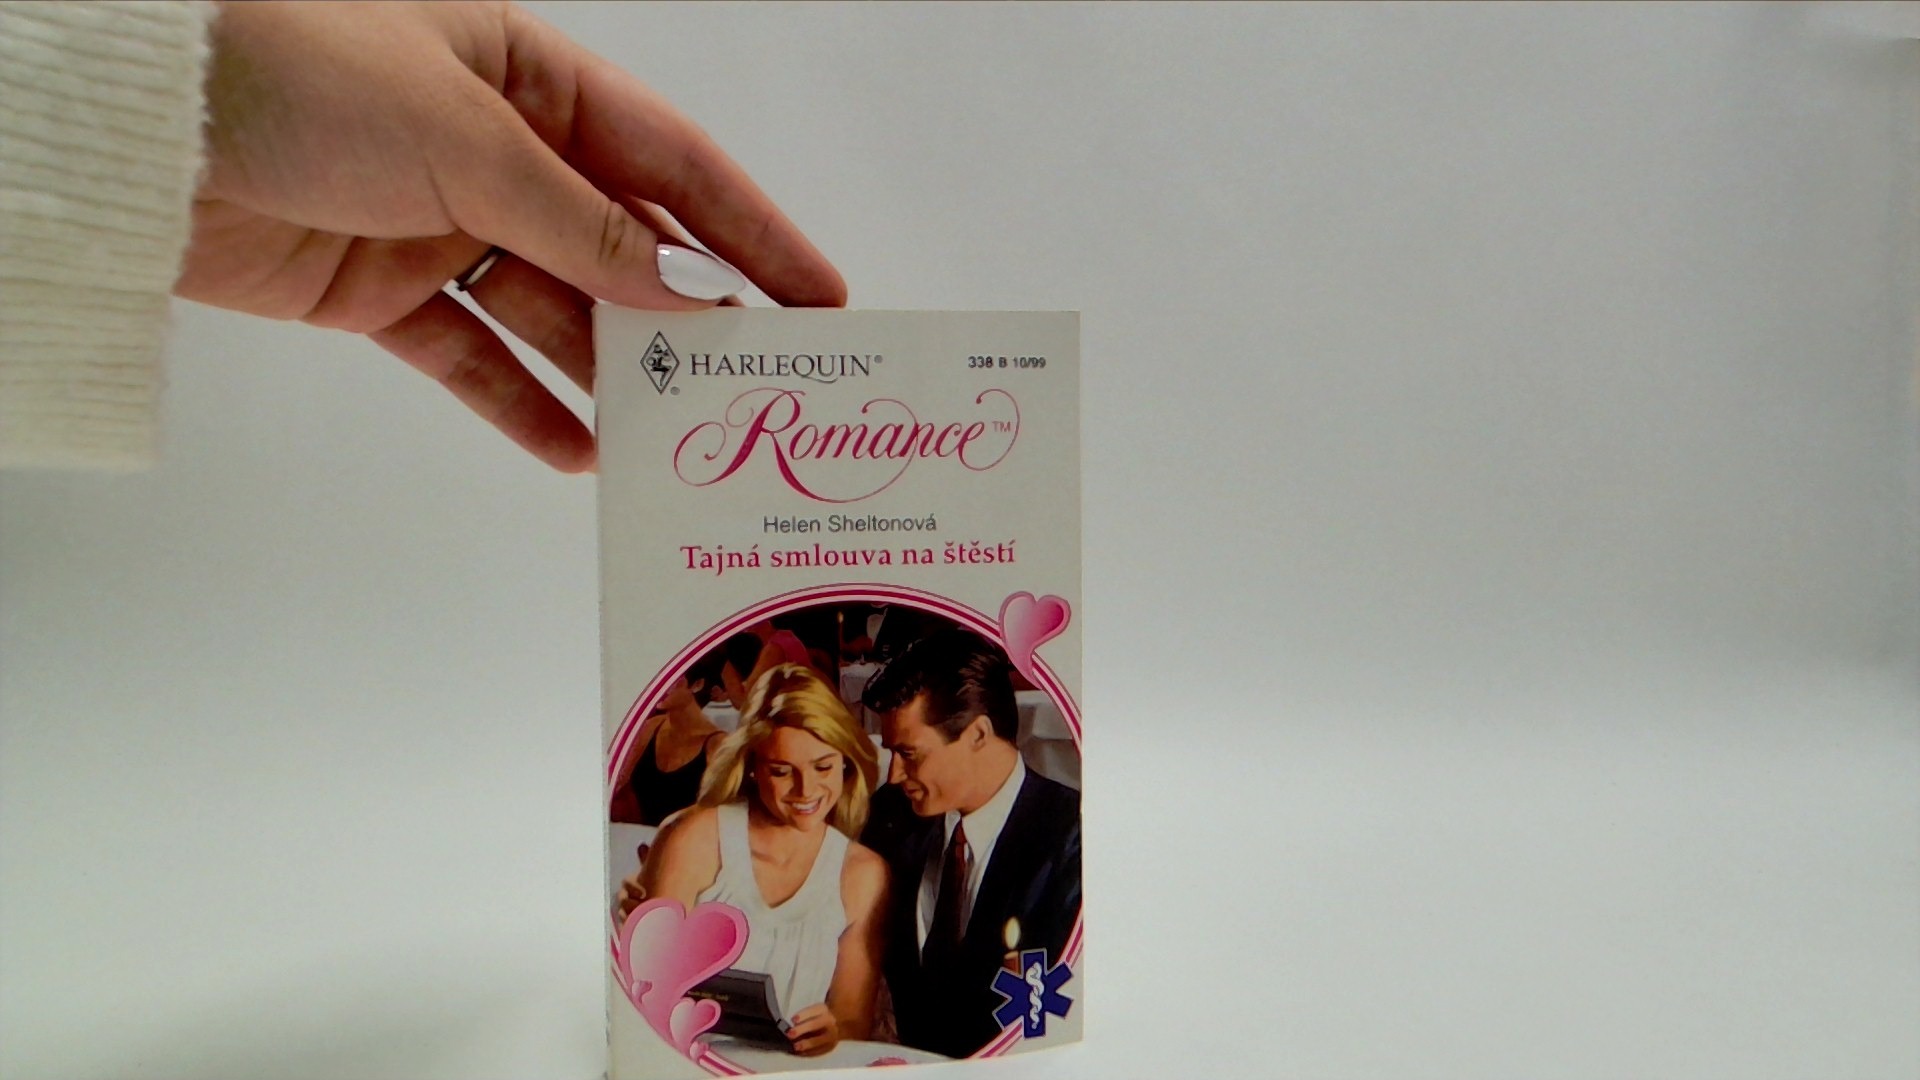 HARLEQUIN®
338 B 10/99
Romance™
Helen Sheltonová
Tajná smlouva na štěstí